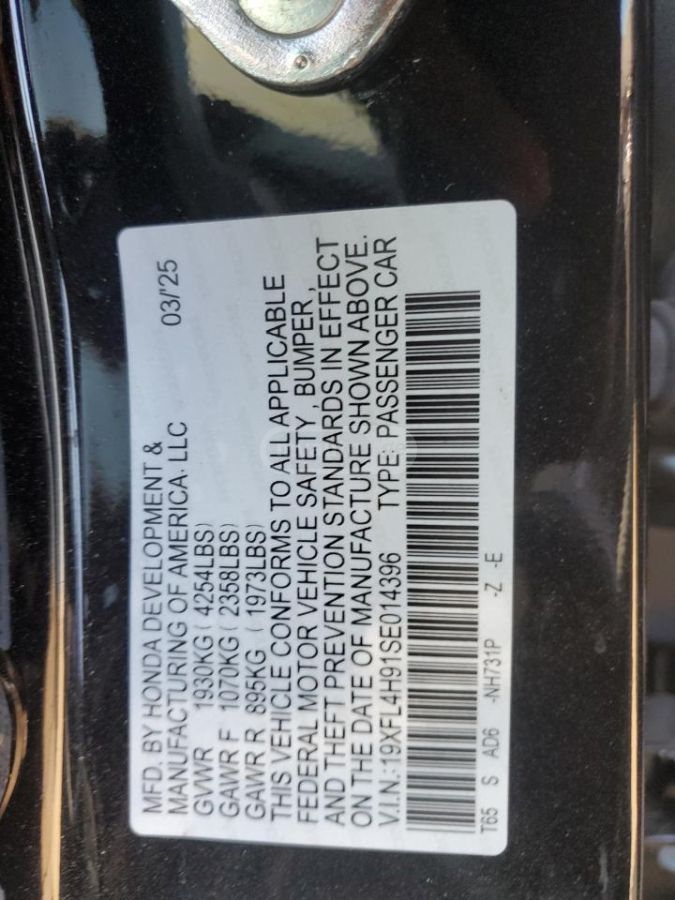 MFD. BY HONDA DEVELOPMENT &
MANUFACTURING OF AMERICA, LLC 03/'25
GVWR 1930KG ( 4254LBS)
GAWR F 1070KG ( 2358LBS)
GAWR R 895KG ( 1973LBS)
THIS VEHICLE CONFORMS TO ALL APPLICABLE
FEDERAL MOTOR VEHICLE SAFETY, BUMPER,
AND THEFT PREVENTION STANDARDS IN EFFECT
ON THE DATE OF MANUFACTURE SHOWN ABOVE.
V.I.N.:19XFL4H91SE014396 TYPE: PASSENGER CAR
T65 S AD6 -NH731P -Z -E